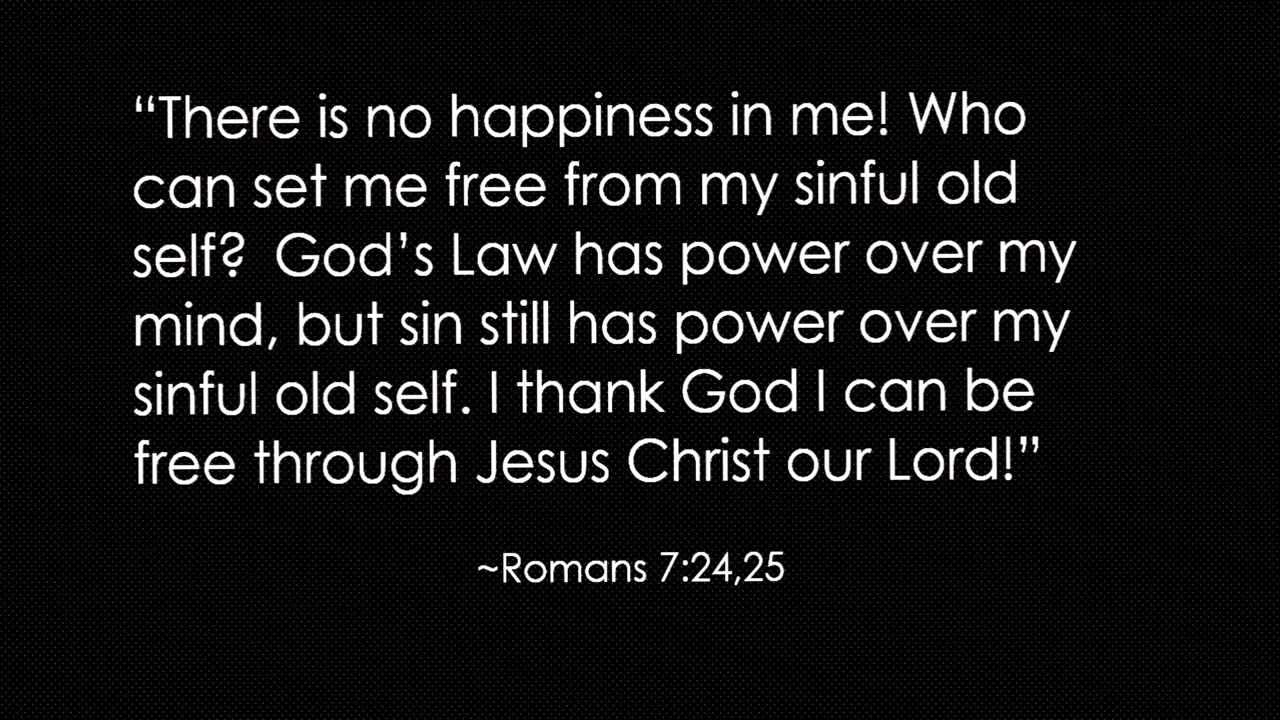 “There is no happiness in me! Who
can set me free from my sinful old
self?  God’s Law has power over my
mind, but sin still has power over my
sinful old self. I thank God I can be
free through Jesus Christ our Lord!”
~Romans 7:24,25